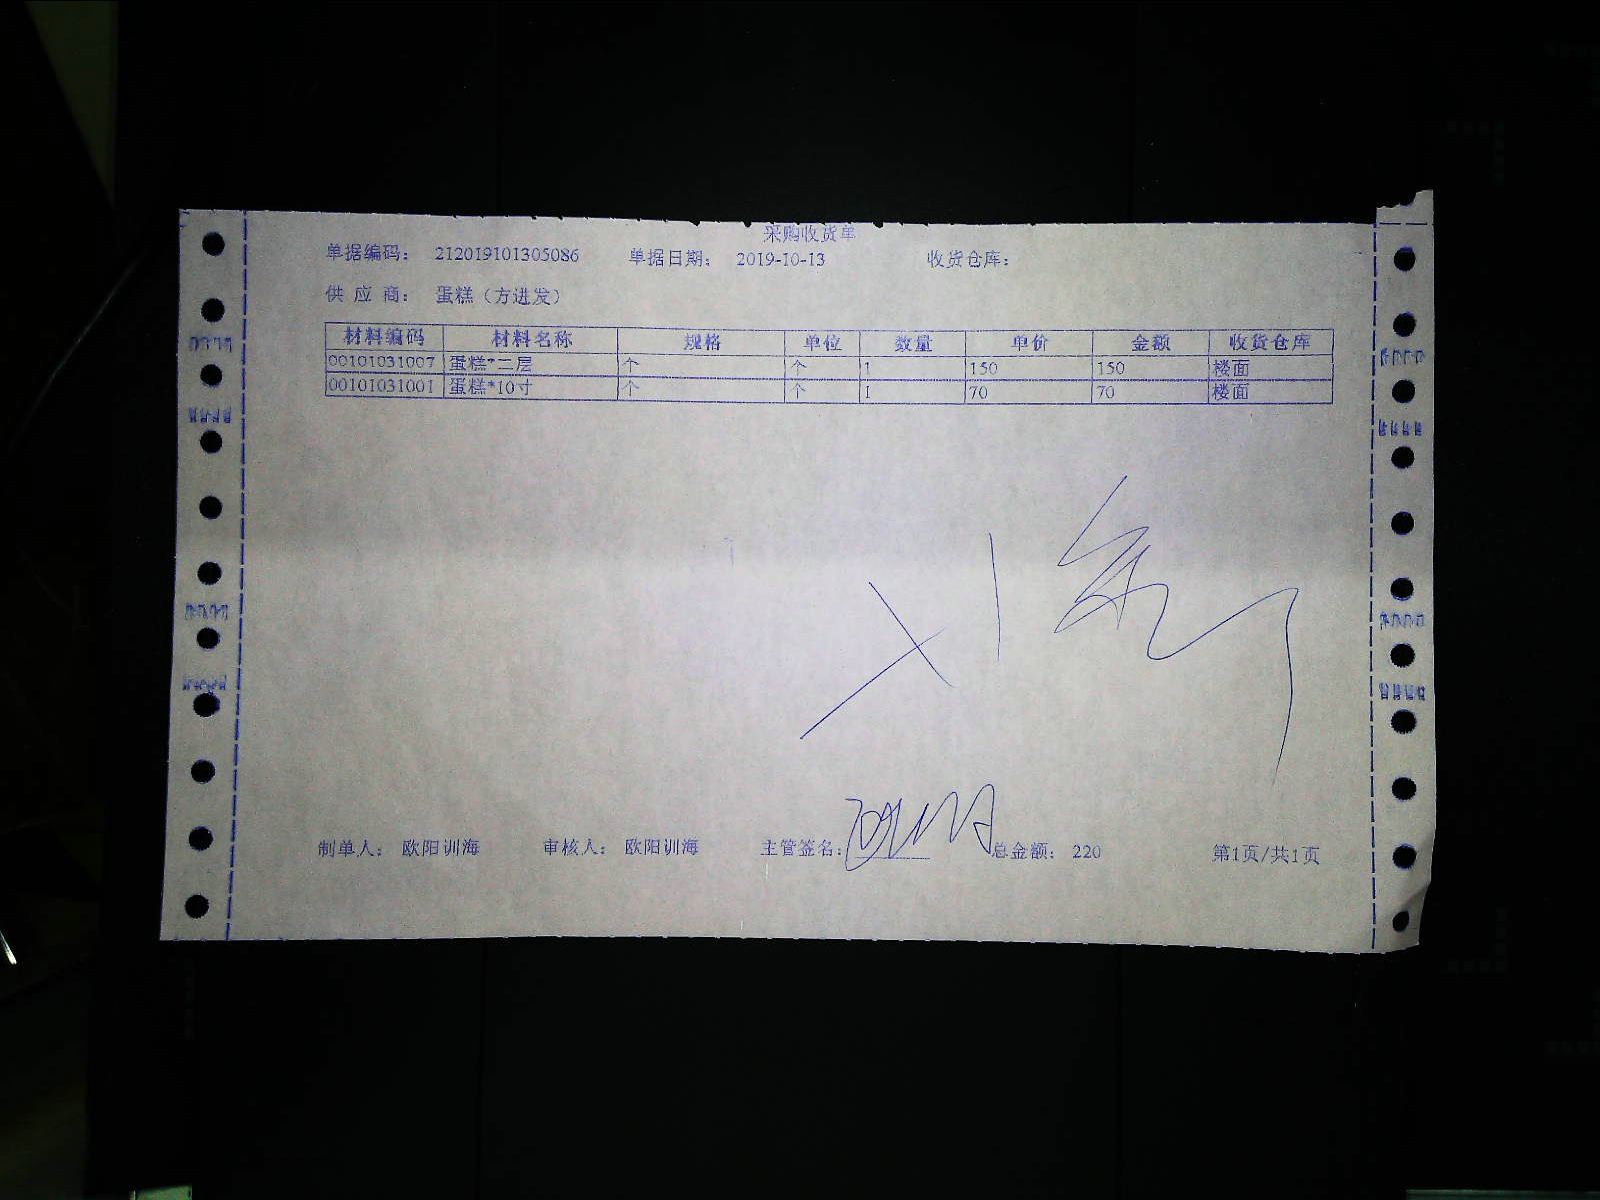 采购收货单
单据编码： 212019101305086 单据日期： 2019-10-13 收货仓库：
供 应 商： 蛋糕（方进发）
材料编码 材料名称 规格 单位 数量 单价 金额 收货仓库
00101031007 蛋糕*二层 个 个 1 150 150 楼面
00101031001 蛋糕*10寸 个 个 1 70 70 楼面
制单人： 欧阳训海 审核人： 欧阳训海 主管签名： 总金额： 220 第1页/共1页